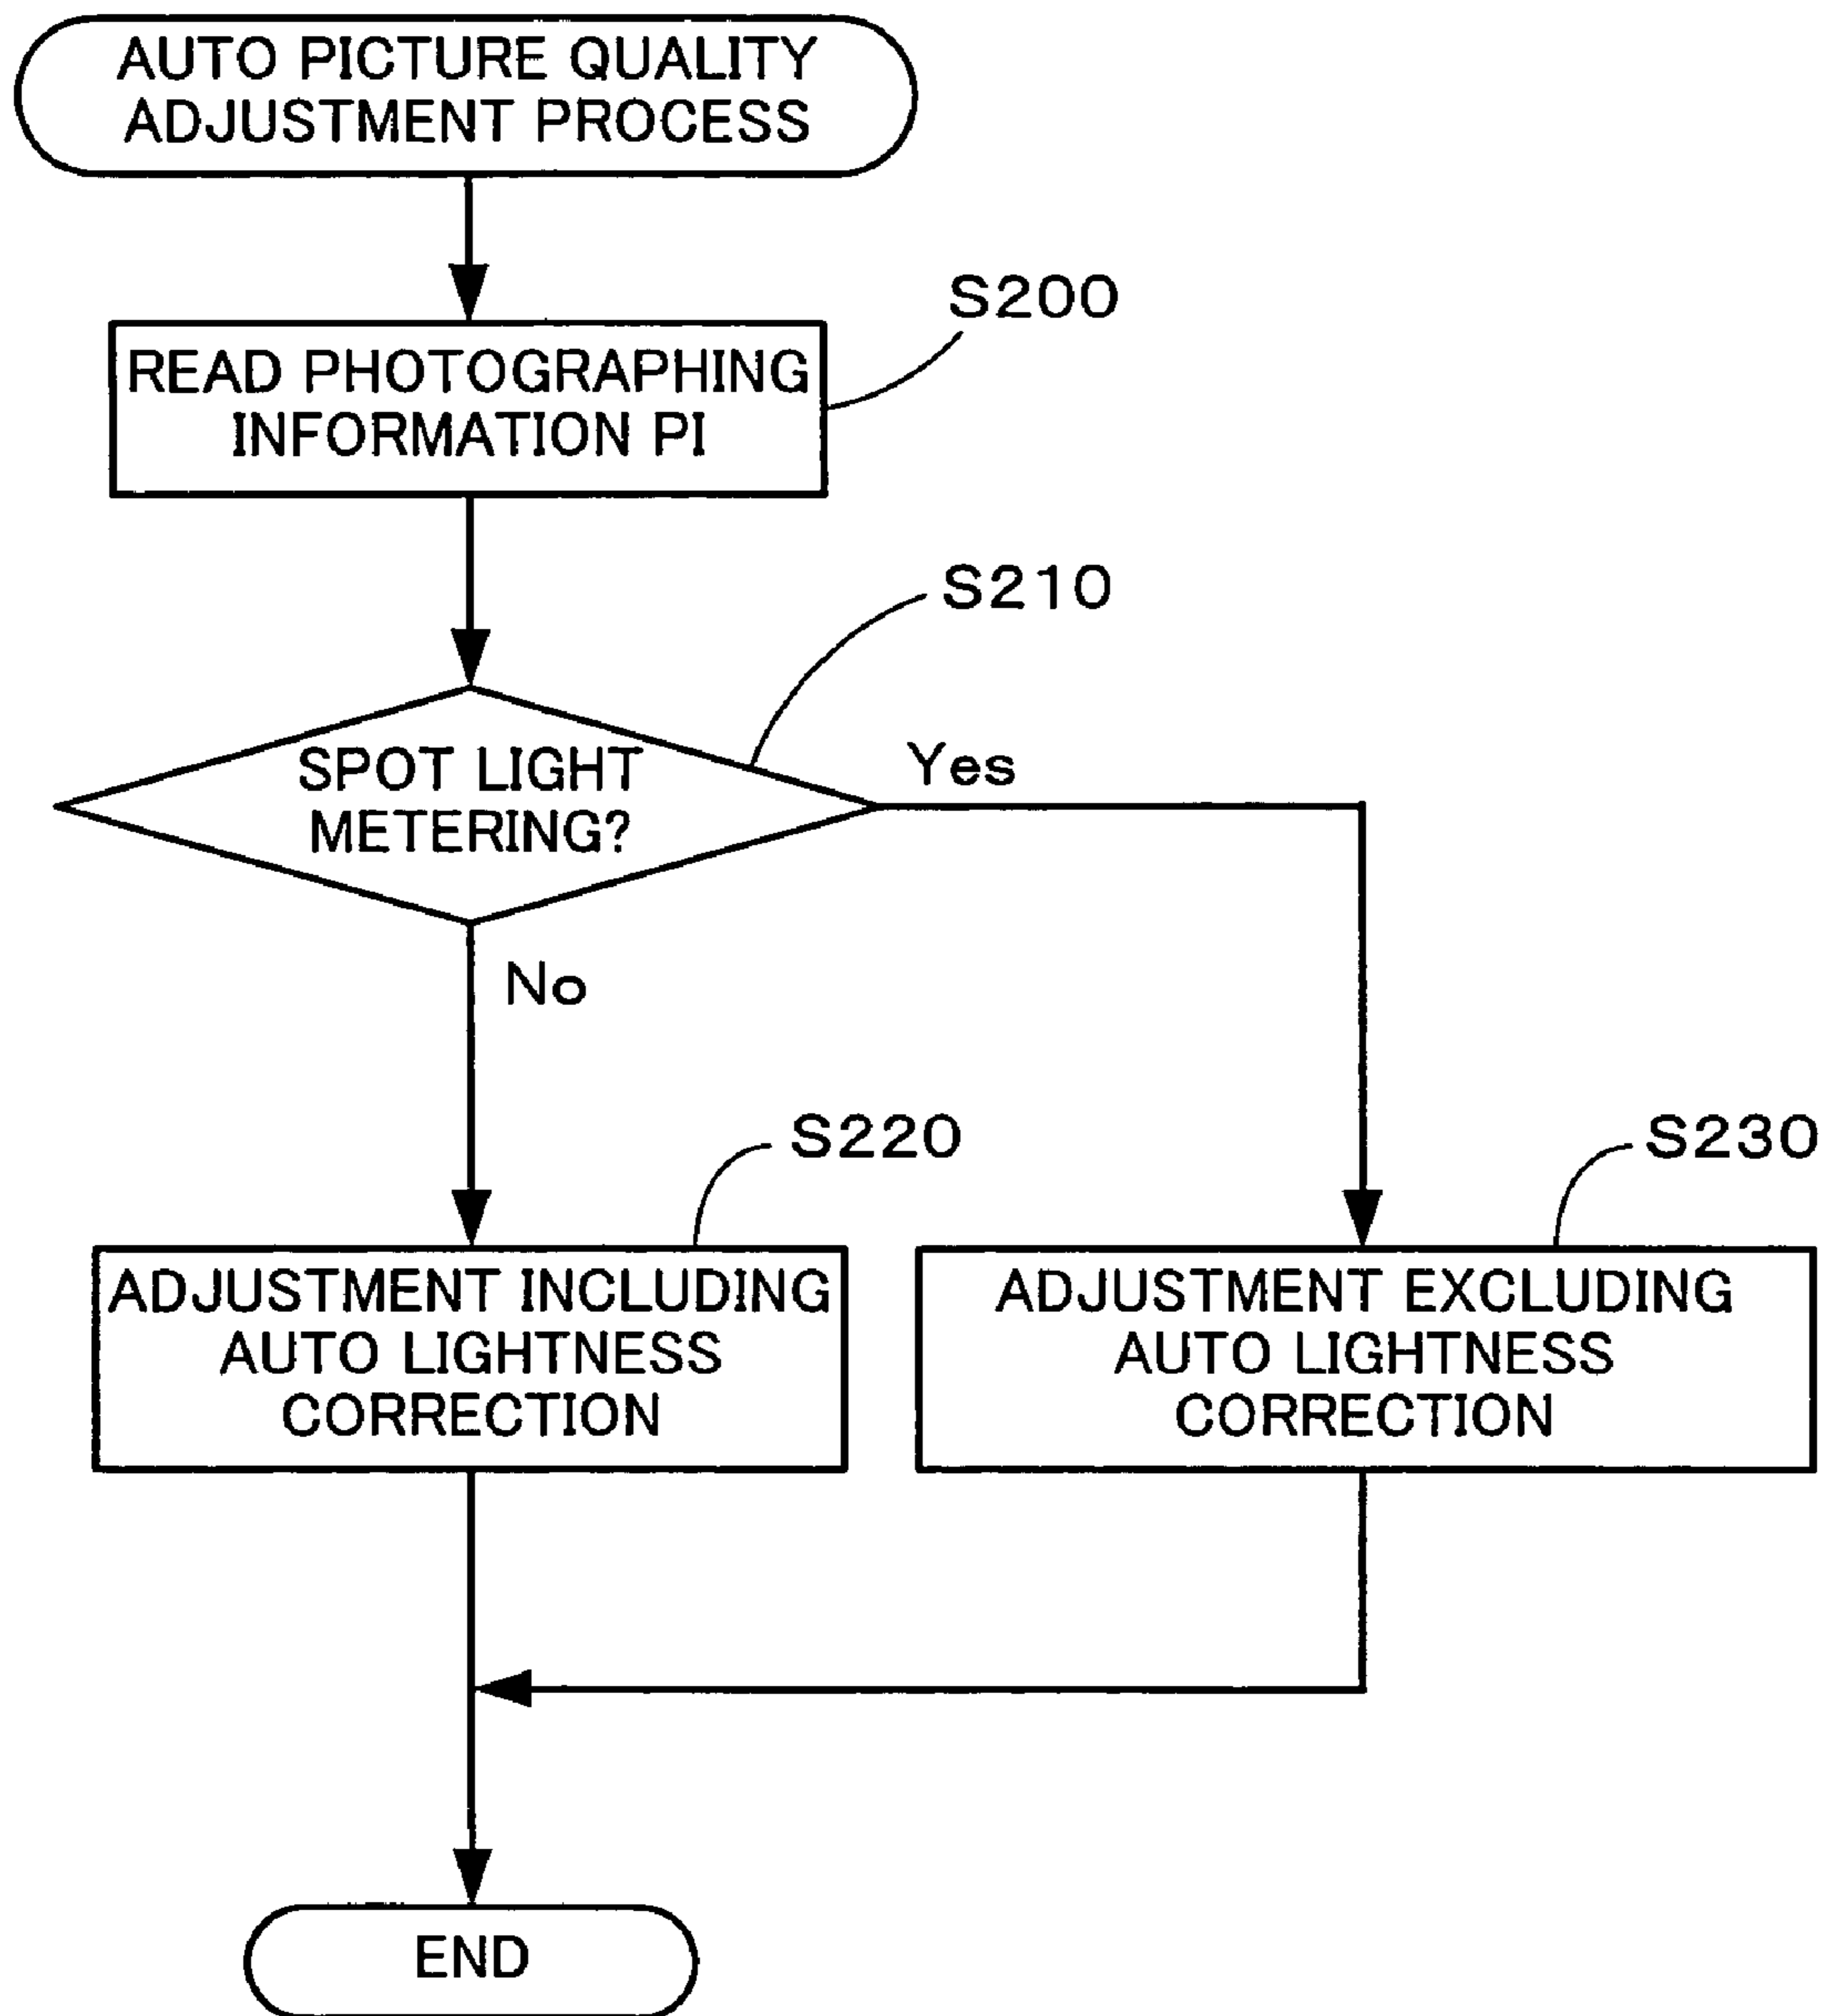 AUTO PICTURE QUALITY
ADJUSTMENT PROCESS
S200
READ PHOTOGRAPHING
INFORMATION PI
S210
SPOT LIGHT
METERING?
Yes
No
S220
S230
ADJUSTMENT INCLUDING
AUTO LIGHTNESS
CORRECTION
ADJUSTMENT EXCLUDING
AUTO LIGHTNESS
CORRECTION
END